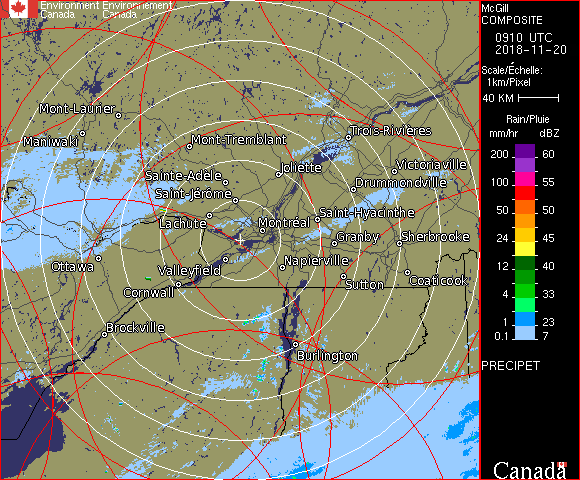 Environment Environnement
Canada Canada
McGill
COMPOSITE
0910 UTC
2018-11-20
Scale/Échelle:
1km/Pixel
40 KM
Rain/Pluie
mm/hr dBZ
200 60
150 55
100 55
50 50
24 45
12 40
4 33
1 23
0.1 7
PRECIPET
Canada
Mont-Laurier
Maniwaki
Mont-Tremblant
Trois-Rivières
Sainte-Adèle
Joliette
Victoriaville
Saint-Jérôme
Drummondville
Lachute
Montréal
Saint-Hyacinthe
Granby
Sherbrooke
Ottawa
Valleyfield
Napierville
Cornwall
Sutton
Coaticook
Brockville
Burlington